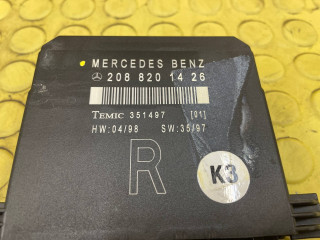 MERCEDES BENZ
208 820 14 26
TEMIC 351497 [01]
HW:04/98 SW:35/97
R
K3